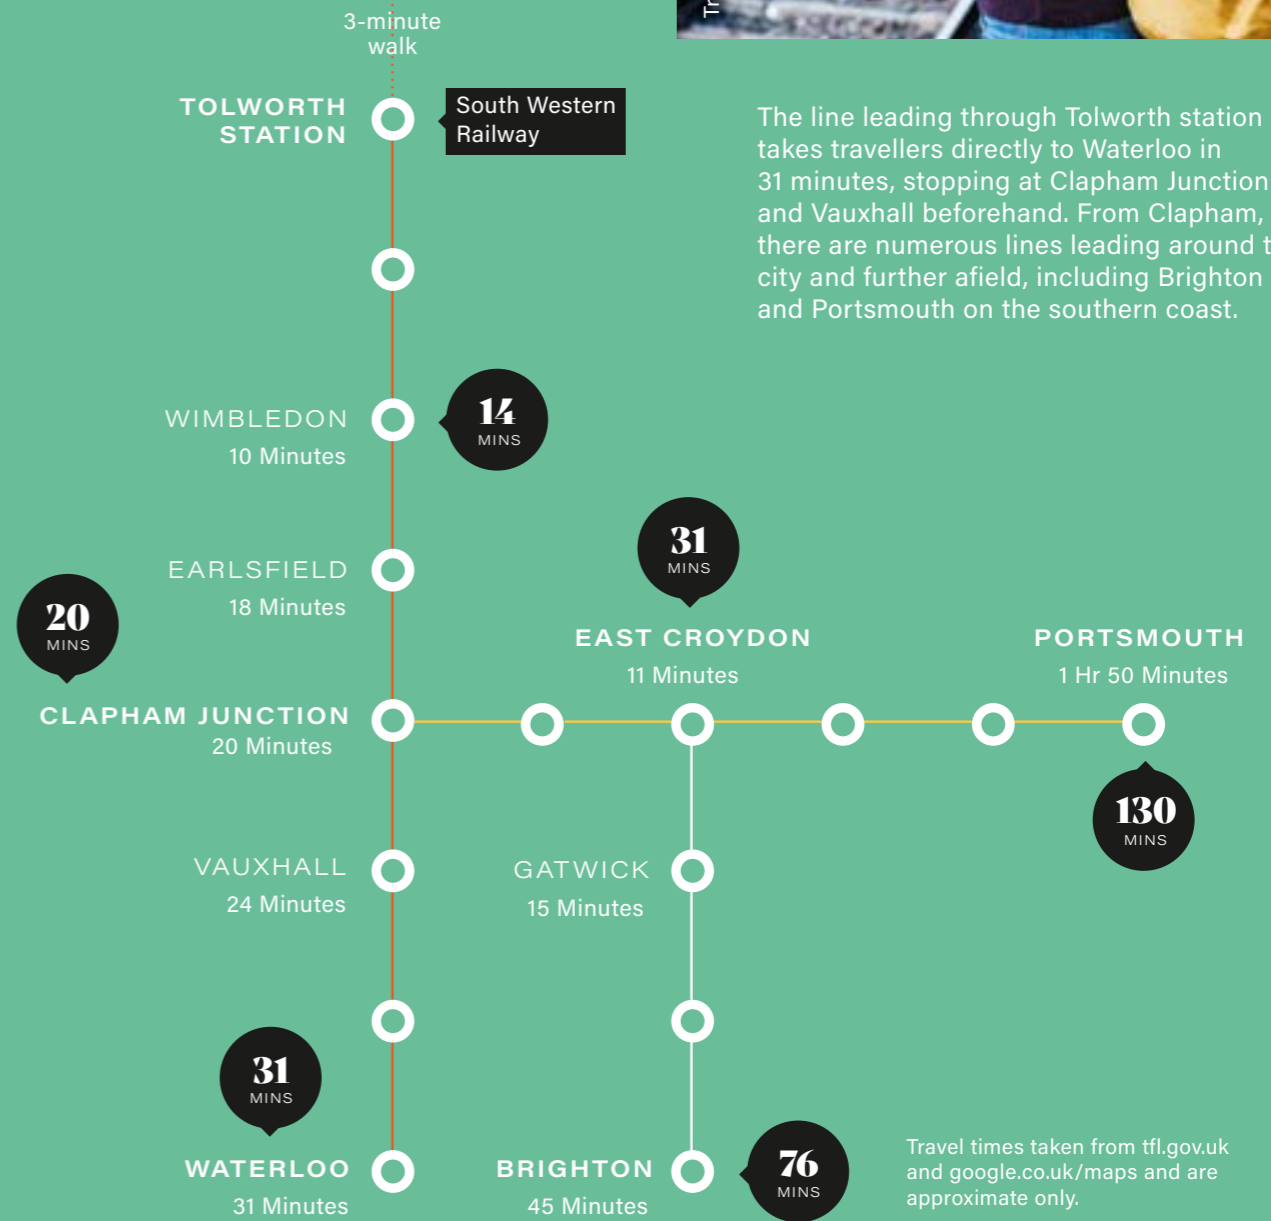 3-minute
walk
TOLWORTH
STATION
South Western
Railway
The line leading through Tolworth station
takes travellers directly to Waterloo in
31 minutes, stopping at Clapham Junction
and Vauxhall beforehand. From Clapham,
there are numerous lines leading around
city and further afield, including Brighton
and Portsmouth on the southern coast.
WIMBLEDON
10 Minutes
14
MINS
EARLSFIELD
18 Minutes
20
MINS
CLAPHAM JUNCTION
20 Minutes
31
MINS
EAST CROYDON
11 Minutes
PORTSMOUTH
1 Hr 50 Minutes
130
MINS
VAUXHALL
24 Minutes
GATWICK
15 Minutes
31
MINS
WATERLOO
31 Minutes
BRIGHTON
45 Minutes
76
MINS
Travel times taken from tfl.gov.uk
and google.co.uk/maps and are
approximate only.